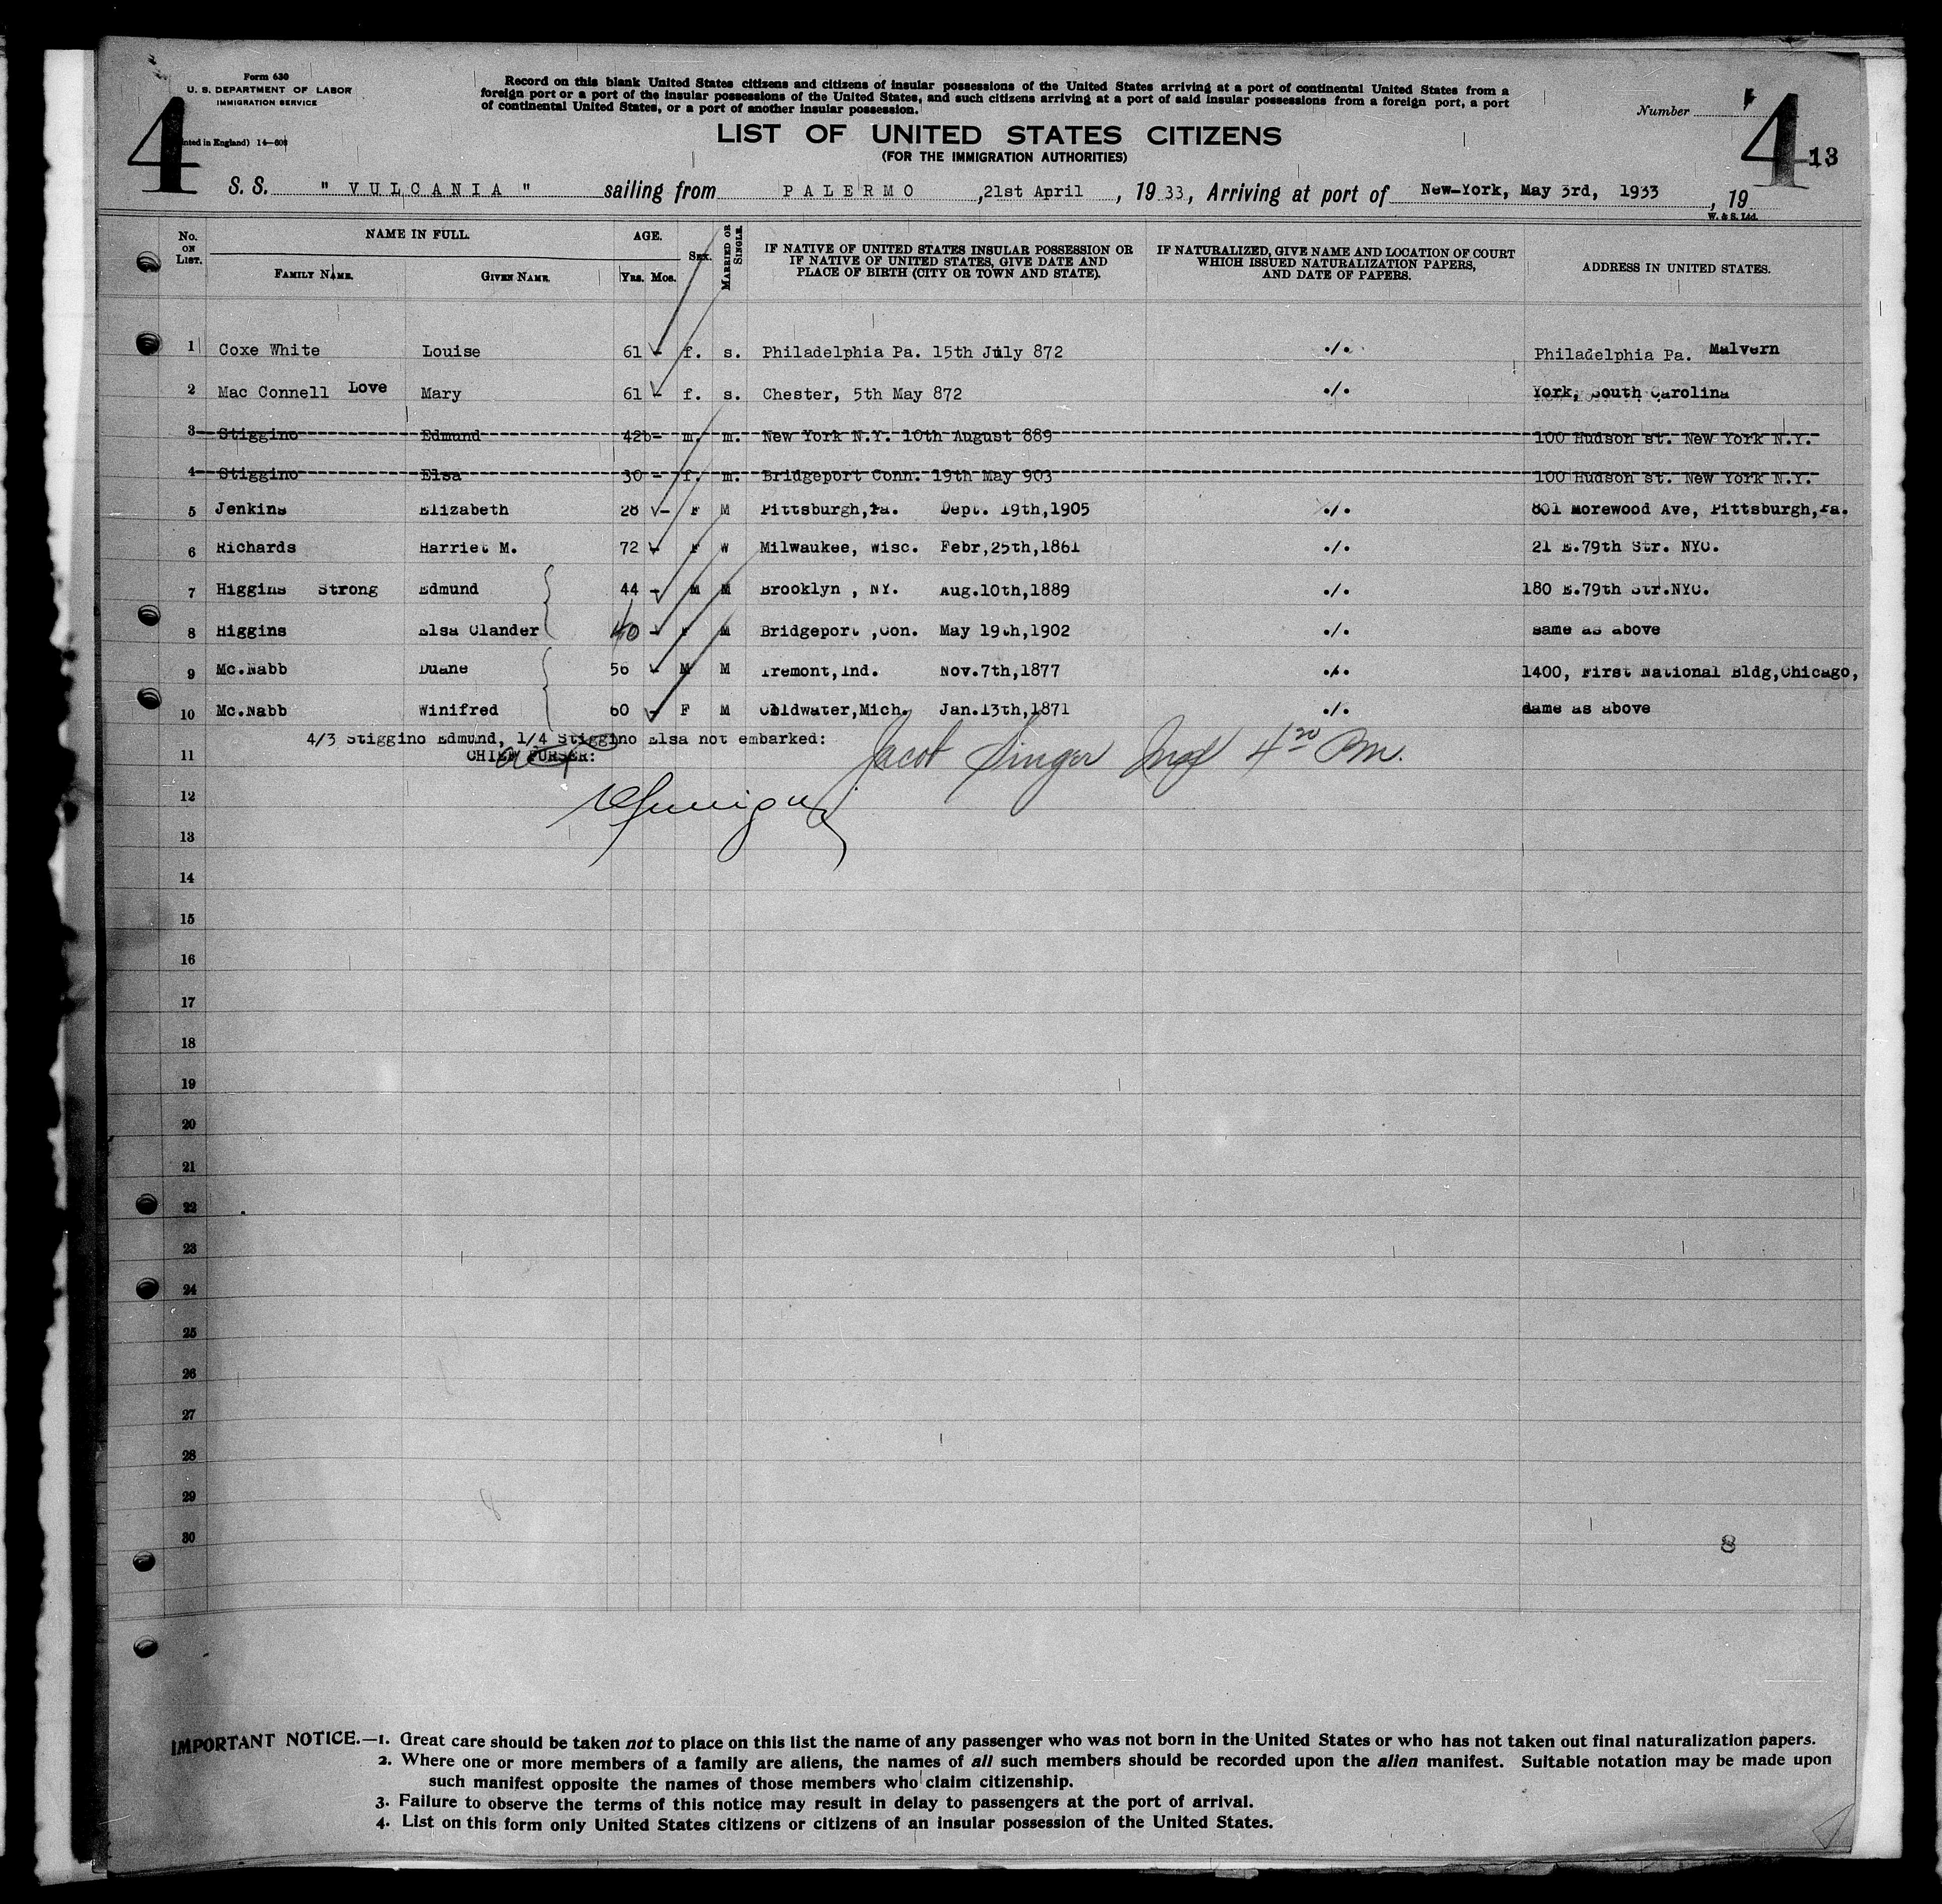 Form 630
U. S. DEPARTMENT OF LABOR
IMMIGRATION SERVICE
4
nted in England) 14—608
Record on this blank United States citizens and citizens of insular possessions of the United States arriving at a port of continental United States from a
foreign port or a port of the insular possessions of the United States, and such citizens arriving at a port of said insular possessions from a foreign port, a port
of continental United States, or a port of another insular possession.
Number
4 13
LIST OF UNITED STATES CITIZENS
(FOR THE IMMIGRATION AUTHORITIES)
S. S. " VULCANIA " sailing from PALERMO ,21st April , 19 33, Arriving at port of New-York, May 3rd, 1933 , 19
W. & S. Ltd.
No. ON LIST. NAME IN FULL. AGE. SEX. MARRIED OR SINGLE. IF NATIVE OF UNITED STATES INSULAR POSSESSION OR IF NATIVE OF UNITED STATES, GIVE DATE AND PLACE OF BIRTH (CITY OR TOWN AND STATE). IF NATURALIZED, GIVE NAME AND LOCATION OF COURT WHICH ISSUED NATURALIZATION PAPERS, AND DATE OF PAPERS. ADDRESS IN UNITED STATES.
FAMILY NAME. GIVEN NAME. YRS. MOS.
1 Coxe White Louise 61 - f. s. Philadelphia Pa. 15th July 872 ./. Philadelphia Pa. Malvern
2 Mac Connell Love Mary 61 - f. s. Chester, 5th May 872 ./. York, South Carolina
3 Stiggino Edmund 42b- m. m. New York N.Y. 10th August 889 100 Hudson st. New York N.Y.
4 Stiggino Elsa 30 - f. m. Bridgeport Conn. 19th May 903 100 Hudson st. New York N.Y.
5 Jenkins Elizabeth 28 - F M Pittsburgh,Pa. Dept. 19th,1905 ./. 801 Morewood Ave, Pittsburgh,Pa.
6 Richards Harriet M. 72 - F W Milwaukee, Wisc. Febr,25th,1861 ./. 21 E.79th Str. NYC.
7 Higgins Strong Edmund 44 - M M Brooklyn , NY. Aug.10th,1889 ./. 180 E.79th Str.NYC.
8 Higgins Elsa Clander 40 - F M Bridgeport ,Con. May 19th,1902 ./. same as above
9 Mc.Nabb Duane 56 - M M Fremont,Ind. Nov.7th,1877 ./. 1400, First National Bldg,Chicago,
10 Mc.Nabb Winifred 60 - F M Coldwater,Mich. Jan.13th,1871 ./. same as above
4/3 Stiggino Edmund, 1/4 Stiggino Elsa not embarked:
11 CHIEF PURSER: Jacob Singer Insp 4 20 Pm.
12
13
14
15
16
17
18
19
20
21
22
23
24
25
26
27
28
29
30
8
IMPORTANT NOTICE.—1. Great care should be taken not to place on this list the name of any passenger who was not born in the United States or who has not taken out final naturalization papers.
2. Where one or more members of a family are aliens, the names of all such members should be recorded upon the alien manifest. Suitable notation may be made upon
such manifest opposite the names of those members who claim citizenship.
3. Failure to observe the terms of this notice may result in delay to passengers at the port of arrival.
4. List on this form only United States citizens or citizens of an insular possession of the United States.